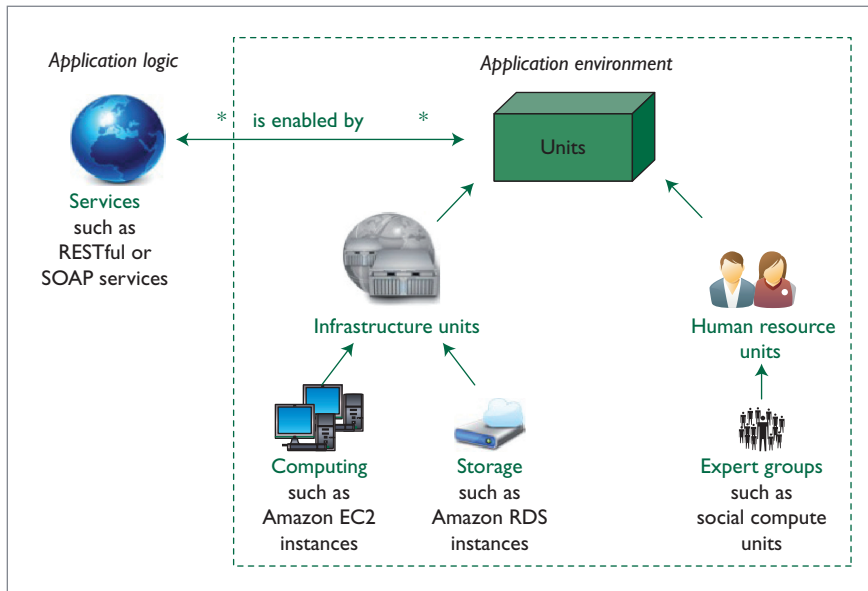 Application logic
Application environment
* is enabled by *
Units
Services
such as
RESTful or
SOAP services
Infrastructure units
Human resource
units
Computing
such as
Amazon EC2
instances
Storage
such as
Amazon RDS
instances
Expert groups
such as
social compute
units